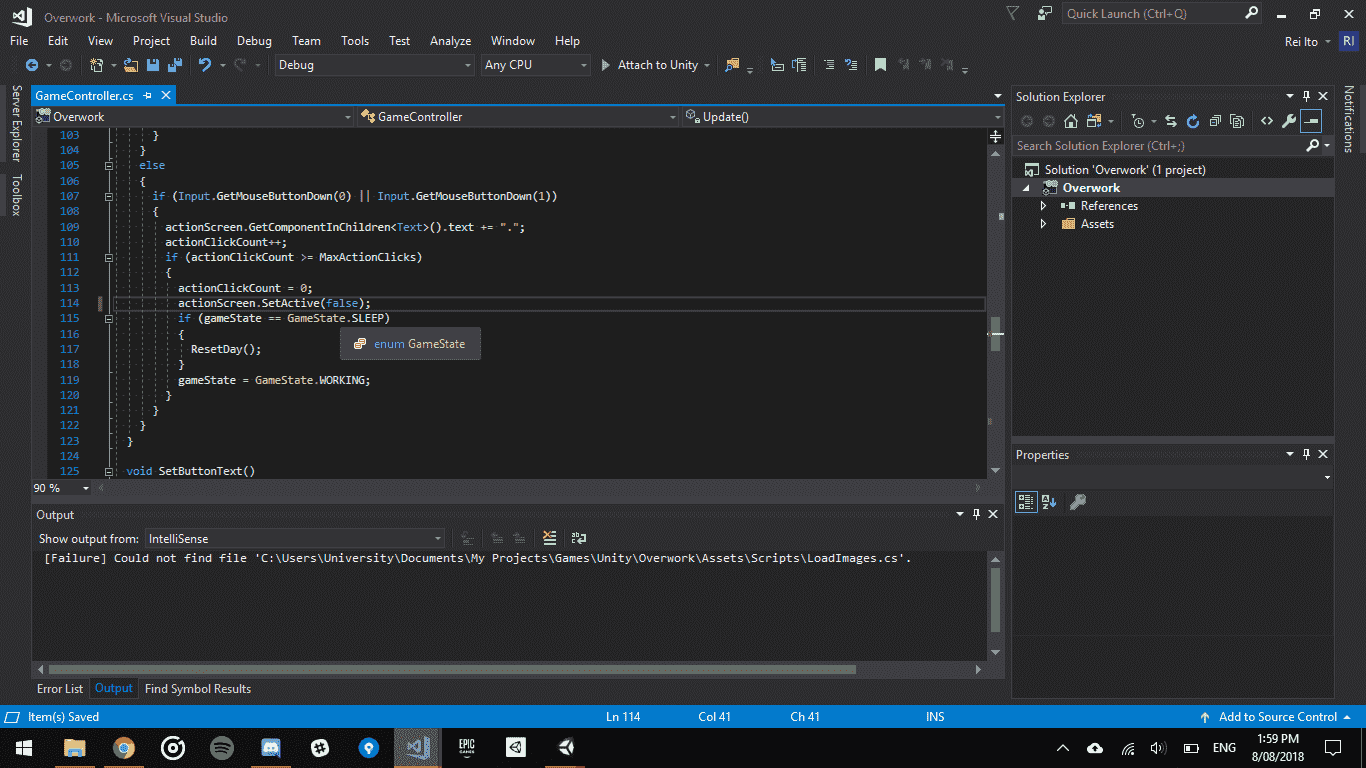 Overwork - Microsoft Visual Studio
Quick Launch (Ctrl+Q)
File Edit View Project Build Debug Team Tools Test Analyze Window Help
Rei Ito RI
Debug Any CPU Attach to Unity
Server Explorer
Toolbox
GameController.cs
Overwork GameController Update()
103 }
104 }
105 else
106 {
107 if (Input.GetMouseButtonDown(0) || Input.GetMouseButtonDown(1))
108 {
109 actionScreen.GetComponentInChildren<Text>().text += ".";
110 actionClickCount++;
111 if (actionClickCount >= MaxActionClicks)
112 {
113 actionClickCount = 0;
114 actionScreen.SetActive(false);
115 if (gameState == GameState.SLEEP)
116 {
enum GameState
117 ResetDay();
118 }
119 gameState = GameState.WORKING;
120 }
121 }
122 }
123 }
124
125 void SetButtonText()
90 %
Output
Show output from: IntelliSense
[Failure] Could not find file 'C:\Users\University\Documents\My Projects\Games\Unity\Overwork\Assets\Scripts\LoadImages.cs'.
Error List Output Find Symbol Results
Solution Explorer
Search Solution Explorer (Ctrl+;)
Solution 'Overwork' (1 project)
Overwork
References
Assets
Properties
Notifications
Item(s) Saved Ln 114 Col 41 Ch 41 INS Add to Source Control
EPIC
GAMES
ENG
1:59 PM
8/08/2018